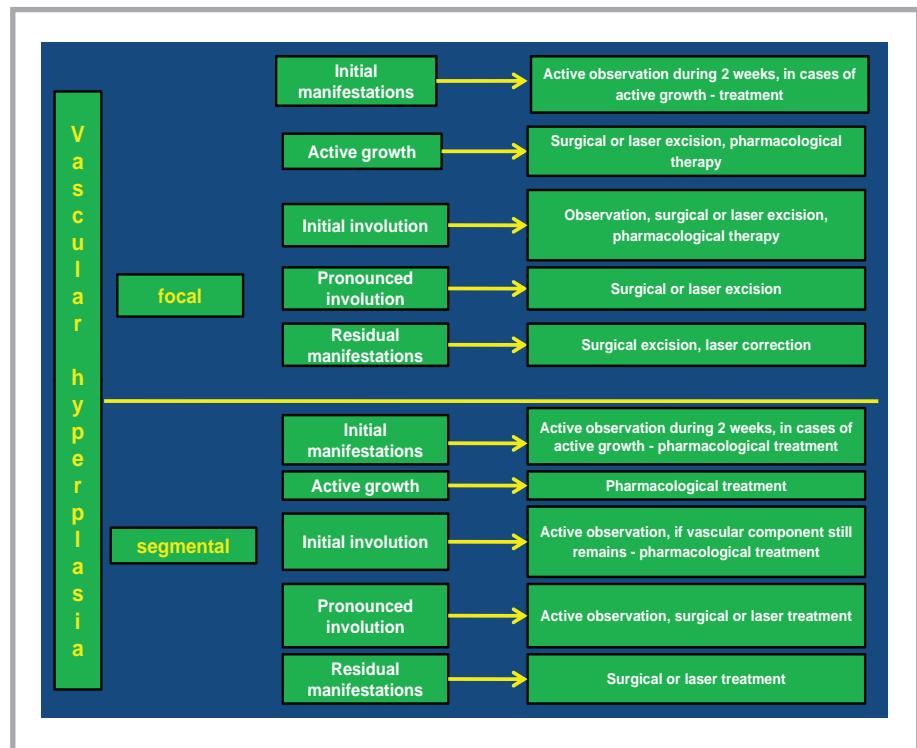 Vascular hyperplasia
focal
Initial
manifestations
Active observation during 2 weeks, in cases of
active growth - treatment
Active growth
Surgical or laser excision, pharmacological
therapy
Initial involution
Observation, surgical or laser excision,
pharmacological therapy
Pronounced
involution
Surgical or laser excision
Residual
manifestations
Surgical excision, laser correction
segmental
Initial
manifestations
Active observation during 2 weeks, in cases of
active growth - pharmacological treatment
Active growth
Pharmacological treatment
Initial involution
Active observation, if vascular component still
remains - pharmacological treatment
Pronounced
involution
Active observation, surgical or laser treatment
Residual
manifestations
Surgical or laser treatment